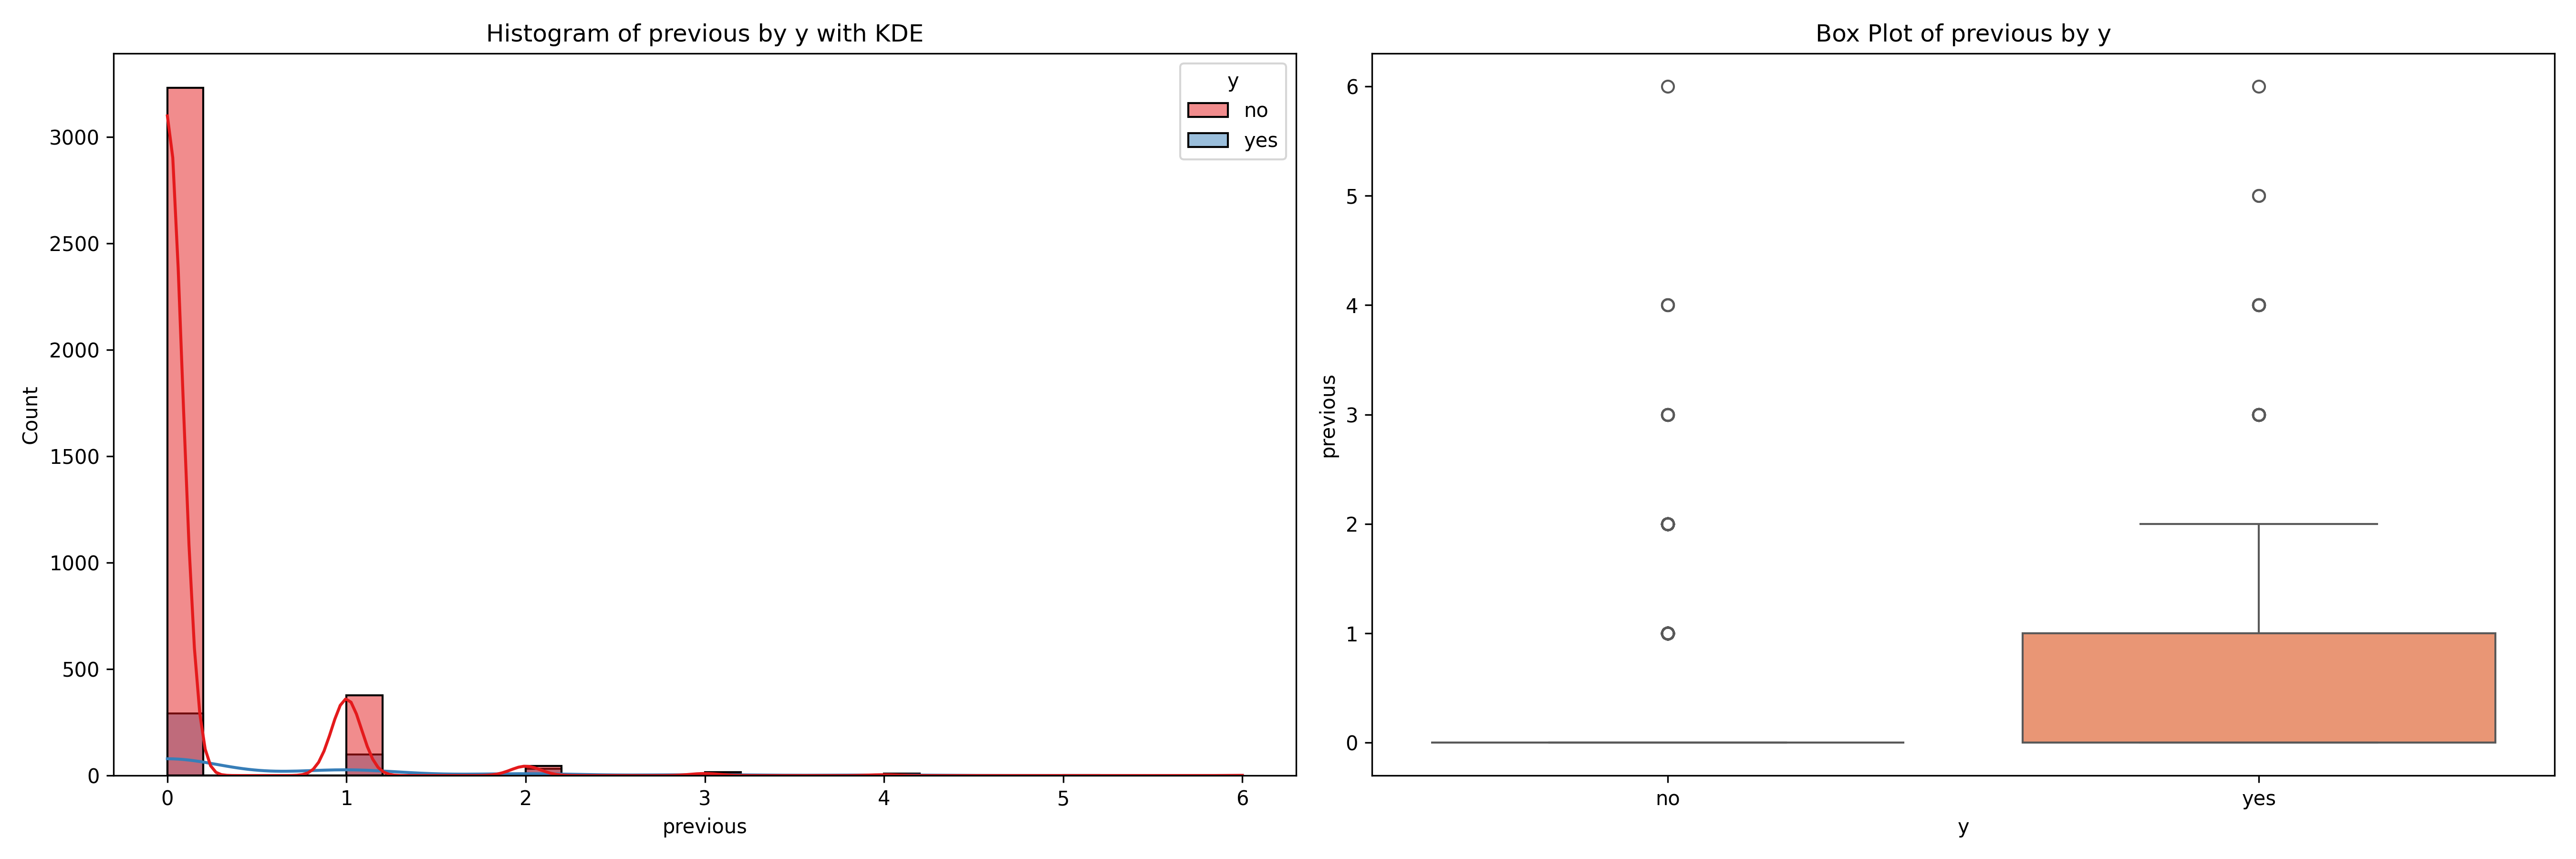 Histogram of previous by y with KDE
y
no
yes
3000
2500
2000
1500
1000
500
0
Count
0 1 2 3 4 5 6
previous
Box Plot of previous by y
6
5
4
3
2
1
0
previous
no yes
y